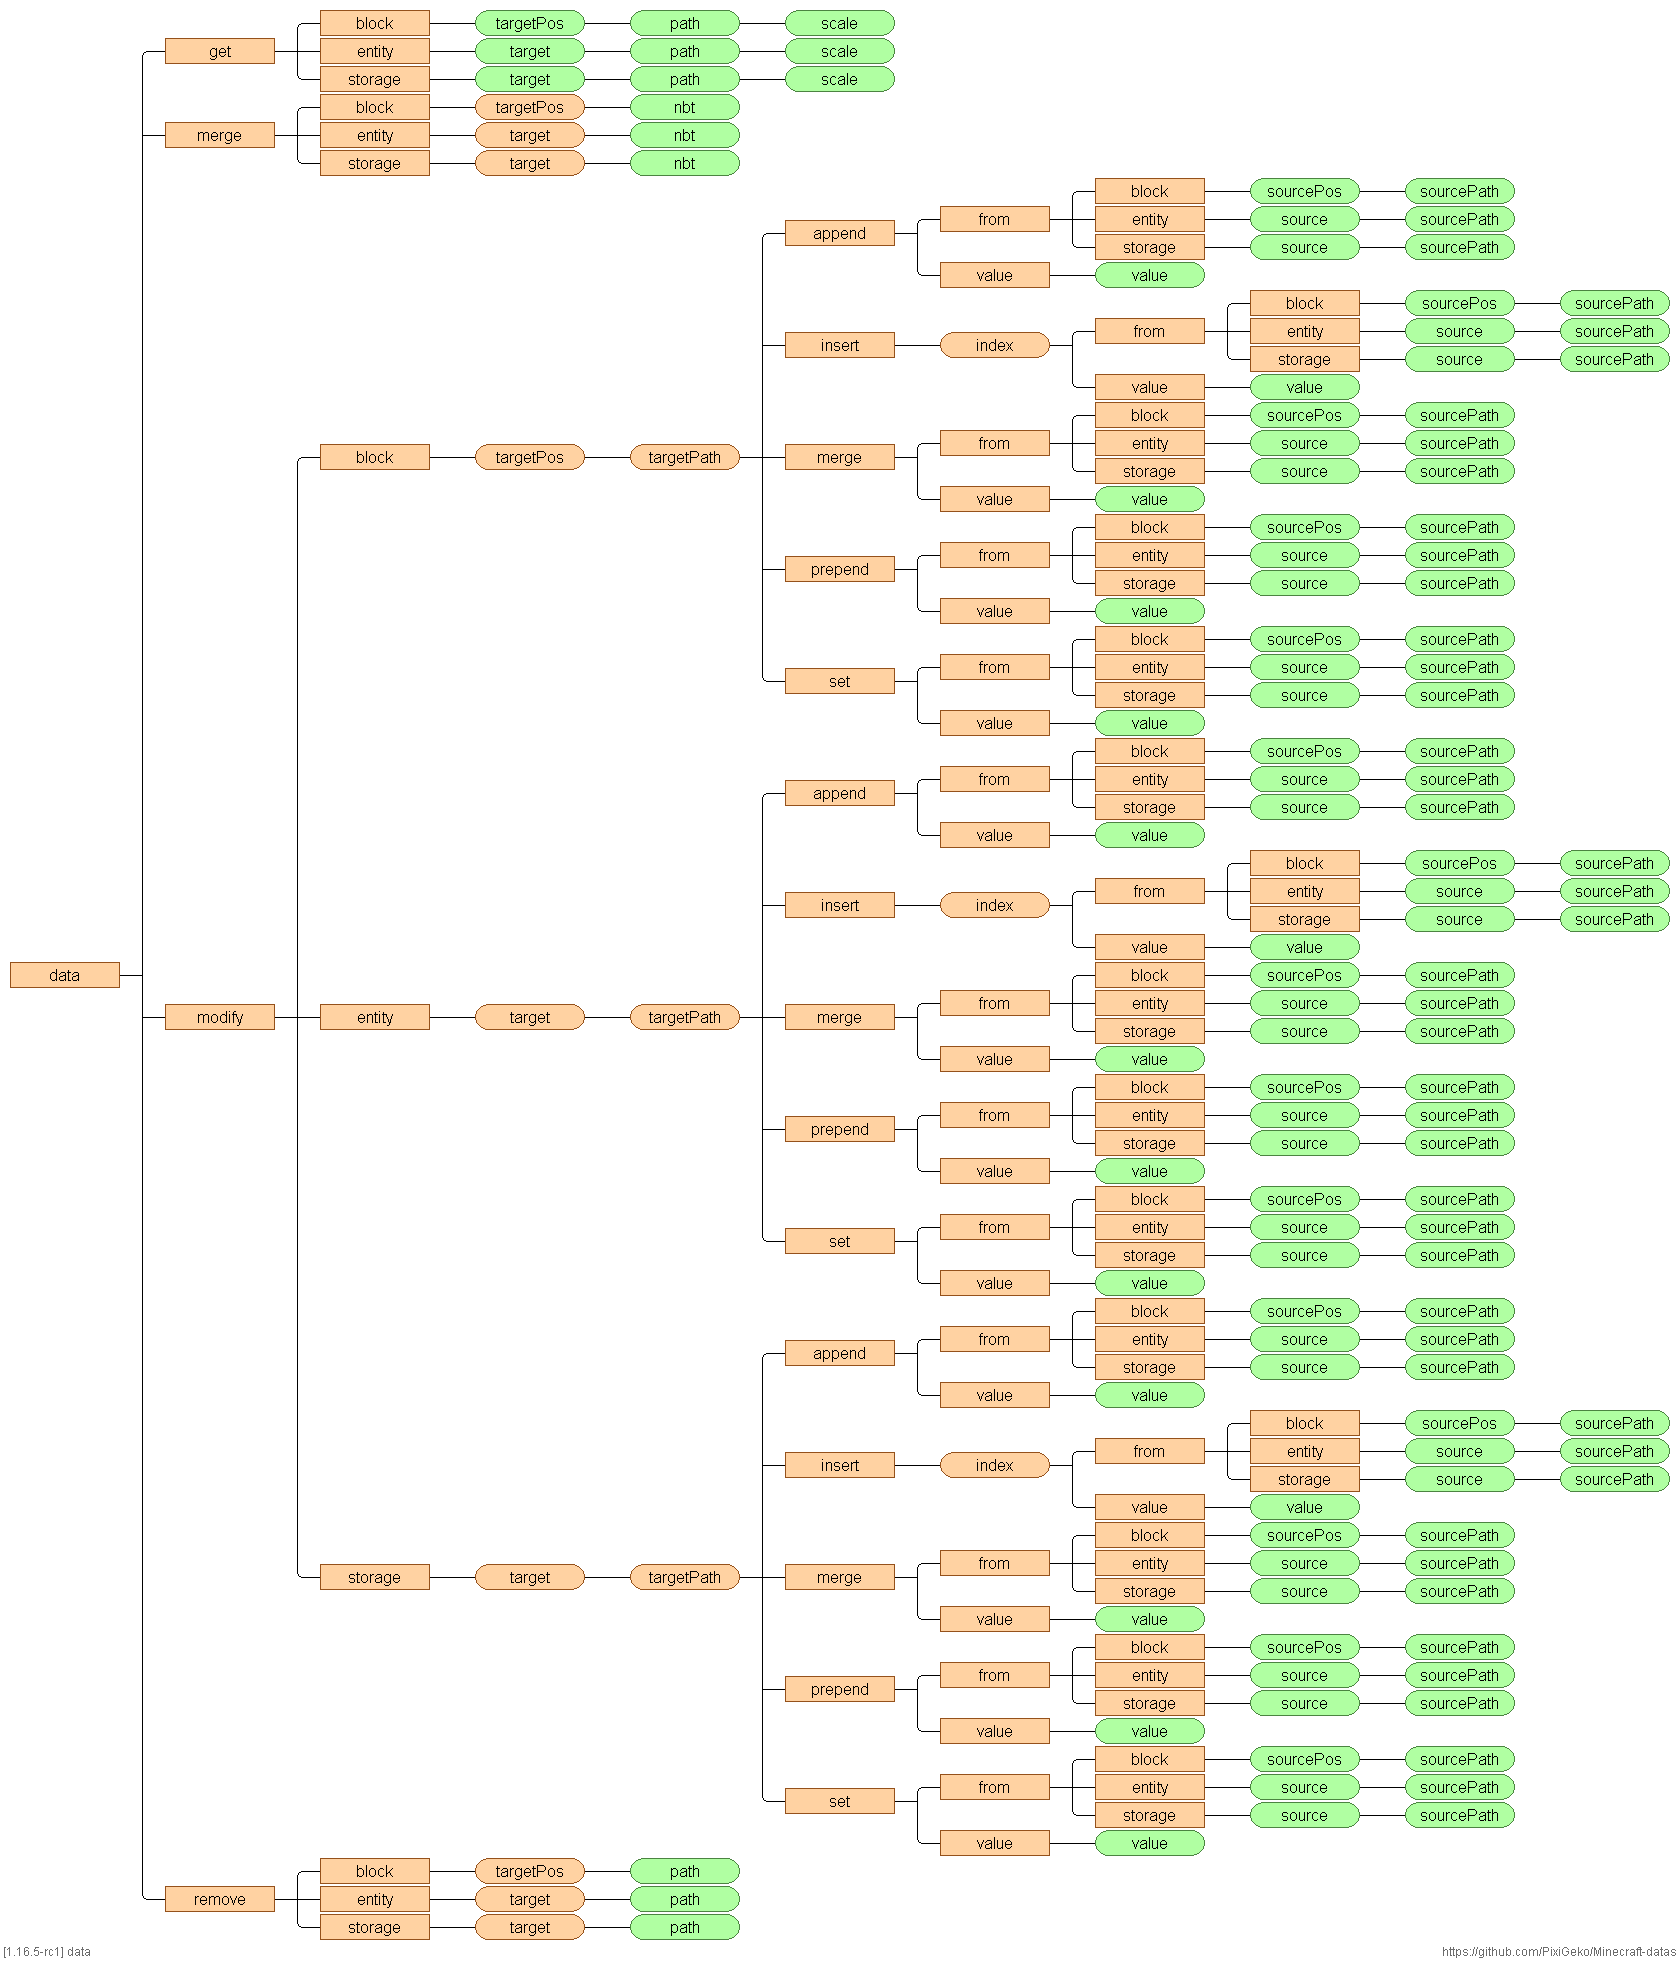 block targetPos path scale
get entity target path scale
storage target path scale
block targetPos nbt
merge entity target nbt
storage target nbt
block sourcePos sourcePath
from entity source sourcePath
append storage source sourcePath
value value
block sourcePos sourcePath
from entity source sourcePath
insert index storage source sourcePath
value value
block sourcePos sourcePath
from entity source sourcePath
block targetPos targetPath merge storage source sourcePath
value value
block sourcePos sourcePath
from entity source sourcePath
prepend storage source sourcePath
value value
block sourcePos sourcePath
from entity source sourcePath
set storage source sourcePath
value value
block sourcePos sourcePath
from entity source sourcePath
append storage source sourcePath
value value
block sourcePos sourcePath
from entity source sourcePath
insert index storage source sourcePath
value value
data block sourcePos sourcePath
from entity source sourcePath
modify entity target targetPath merge storage source sourcePath
value value
block sourcePos sourcePath
from entity source sourcePath
prepend storage source sourcePath
value value
block sourcePos sourcePath
from entity source sourcePath
set storage source sourcePath
value value
block sourcePos sourcePath
from entity source sourcePath
append storage source sourcePath
value value
block sourcePos sourcePath
from entity source sourcePath
insert index storage source sourcePath
value value
block sourcePos sourcePath
from entity source sourcePath
storage target targetPath merge storage source sourcePath
value value
block sourcePos sourcePath
from entity source sourcePath
prepend storage source sourcePath
value value
block sourcePos sourcePath
from entity source sourcePath
set storage source sourcePath
value value
block targetPos path
remove entity target path
storage target path
[1.16.5-rc1] data https://github.com/PixiGeko/Minecraft-datas